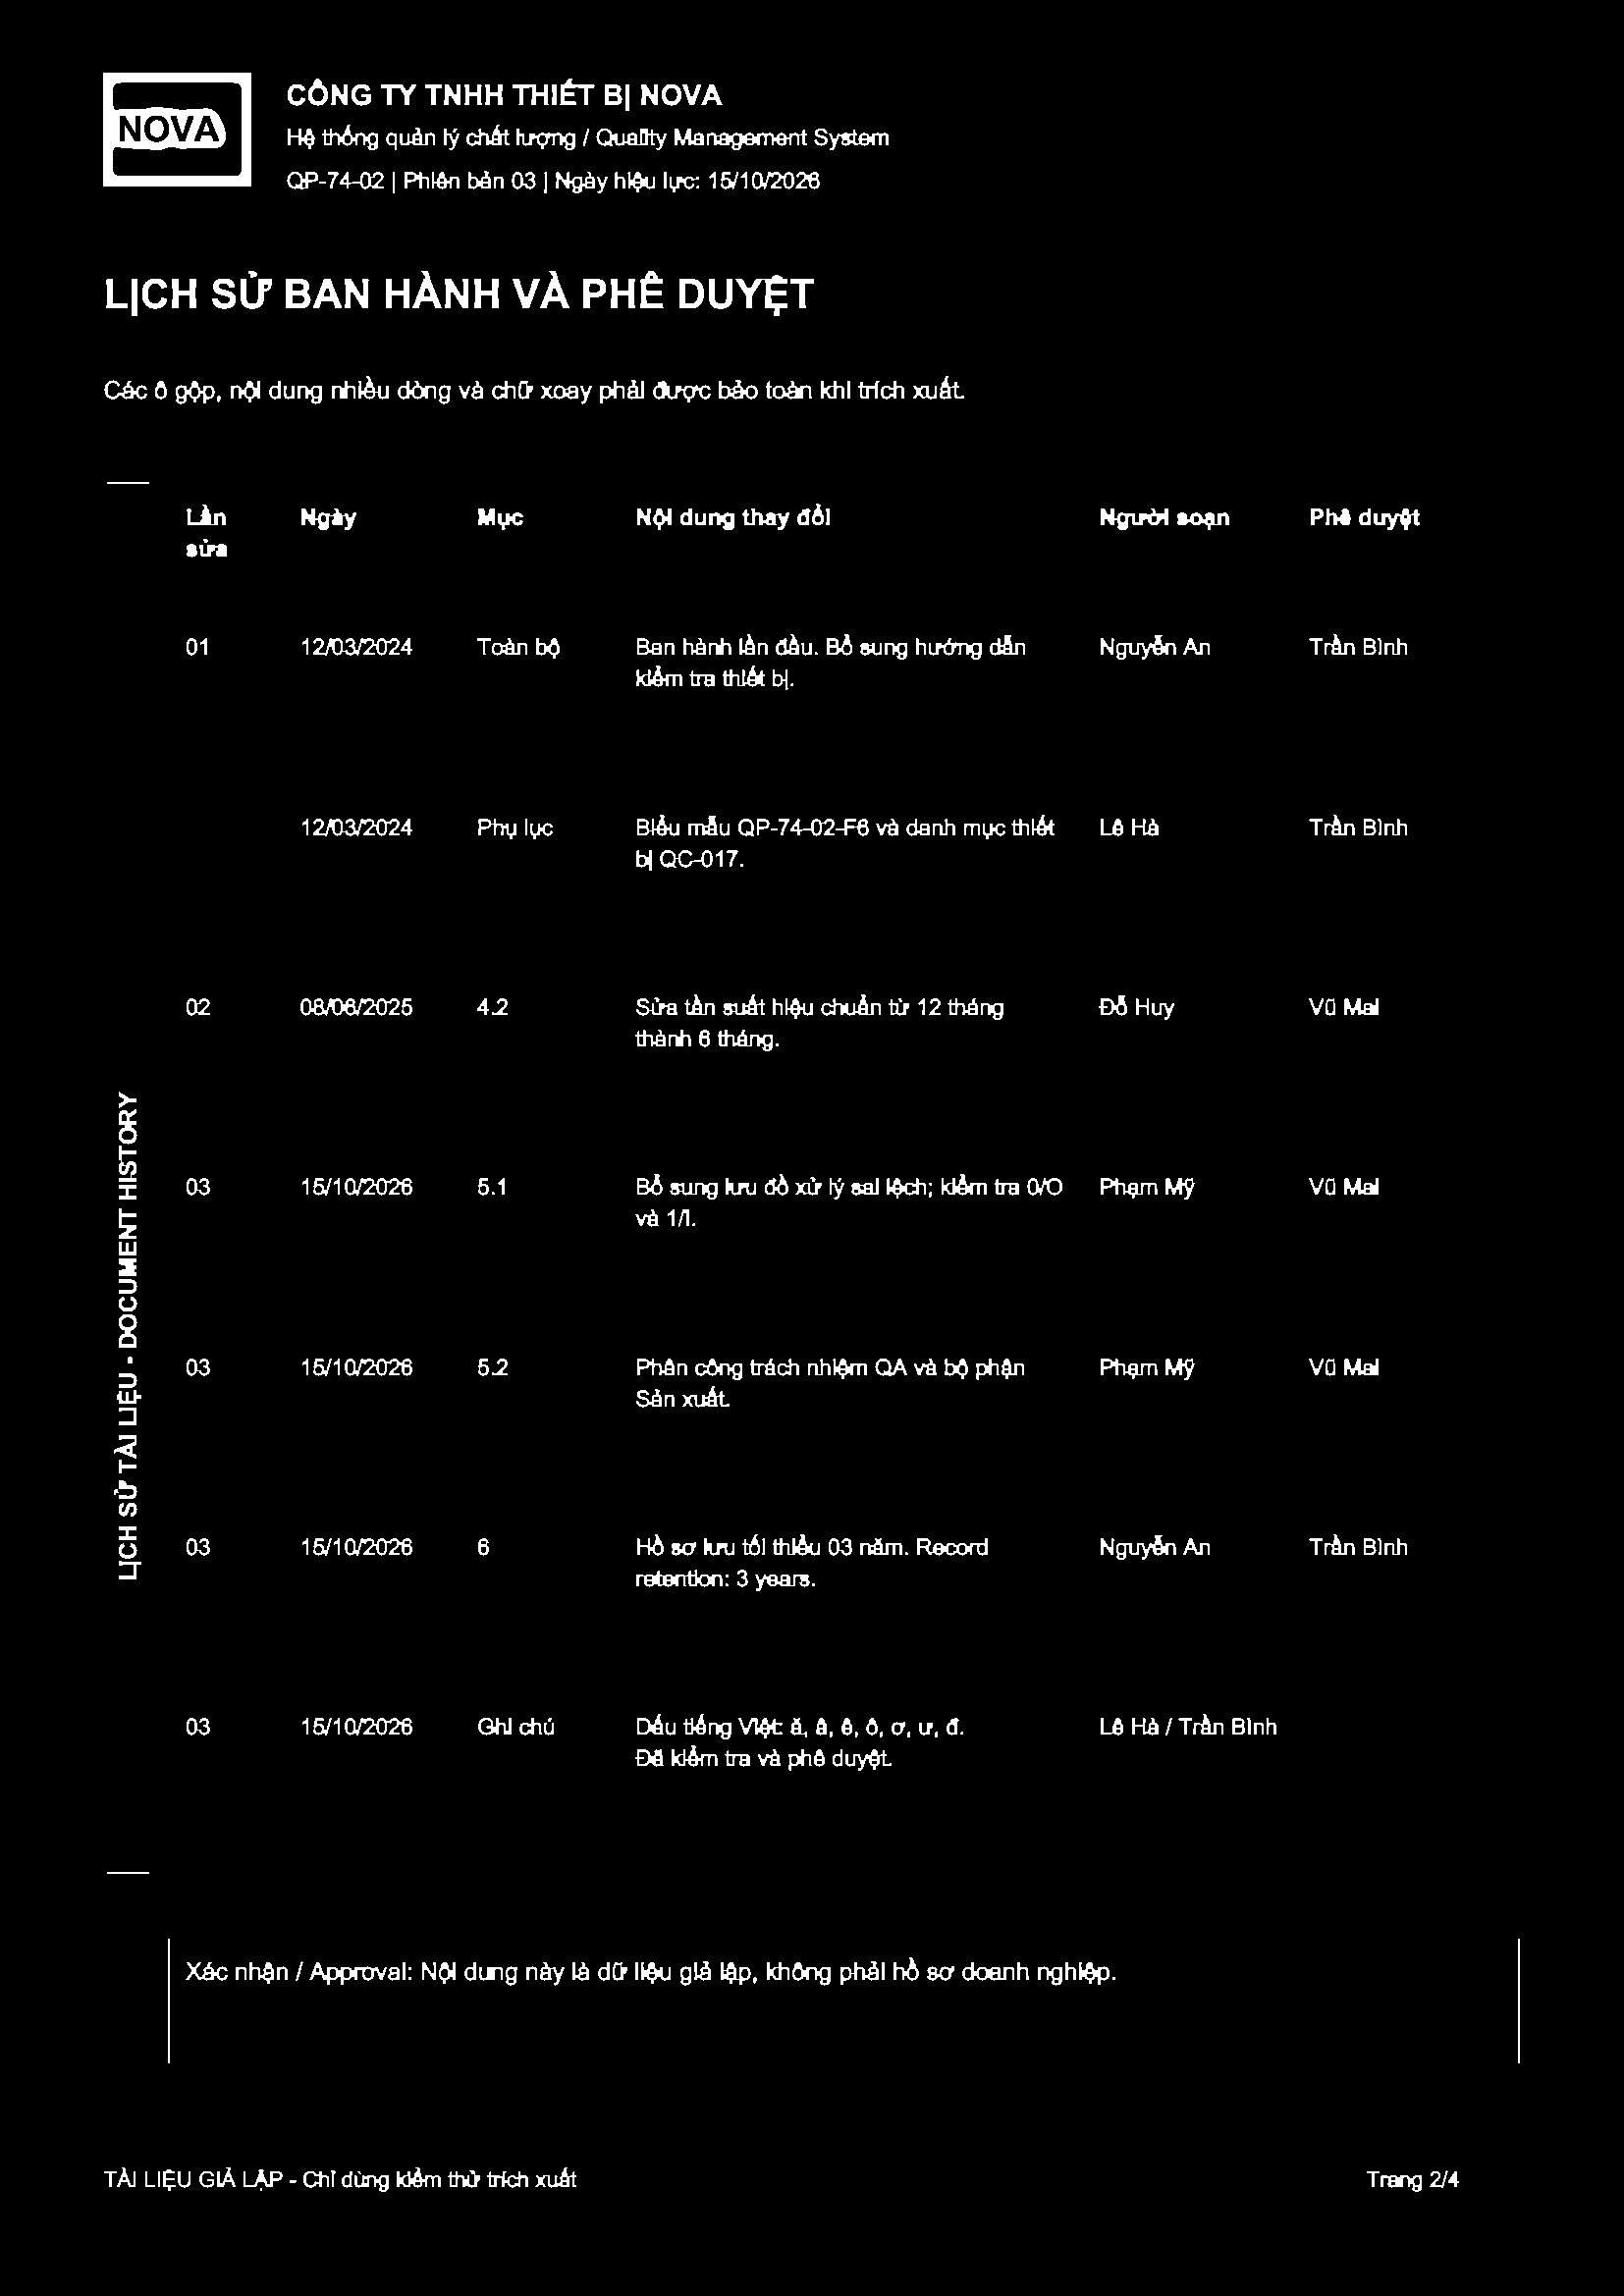 NOVA
CÔNG TY TNHH THIẾT BỊ NOVA
Hệ thống quản lý chất lượng / Quality Management System
QP-74-02 | Phiên bản 03 | Ngày hiệu lực: 15/10/2026
LỊCH SỬ BAN HÀNH VÀ PHÊ DUYỆT
Các ô gộp, nội dung nhiều dòng và chữ xoay phải được bảo toàn khi trích xuất.
LỊCH SỬ TÀI LIỆU - DOCUMENT HISTORY
Lần Ngày Mục Nội dung thay đổi Người soạn Phê duyệt
sửa
01 12/03/2024 Toàn bộ Ban hành lần đầu. Bổ sung hướng dẫn Nguyễn An Trần Bình
kiểm tra thiết bị.
12/03/2024 Phụ lục Biểu mẫu QP-74-02-F6 và danh mục thiết Lê Hà Trần Bình
bị QC-017.
02 08/06/2025 4.2 Sửa tần suất hiệu chuẩn từ 12 tháng Đỗ Huy Vũ Mai
thành 6 tháng.
03 15/10/2026 5.1 Bổ sung lưu đồ xử lý sai lệch; kiểm tra 0/O Phạm Mỹ Vũ Mai
và 1/I.
03 15/10/2026 5.2 Phân công trách nhiệm QA và bộ phận Phạm Mỹ Vũ Mai
Sản xuất.
03 15/10/2026 6 Hồ sơ lưu tối thiểu 03 năm. Record Nguyễn An Trần Bình
retention: 3 years.
03 15/10/2026 Ghi chú Dấu tiếng Việt: ă, â, ê, ô, ơ, ư, đ. Lê Hà / Trần Bình
Đã kiểm tra và phê duyệt.
Xác nhận / Approval: Nội dung này là dữ liệu giả lập, không phải hồ sơ doanh nghiệp.
TÀI LIỆU GIẢ LẬP - Chỉ dùng kiểm thử trích xuất Trang 2/4